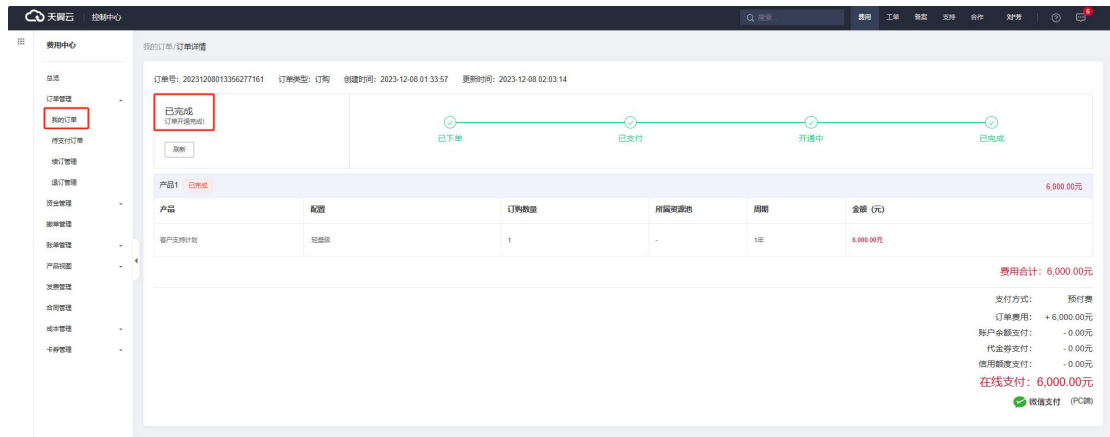 天翼云 控制中心 搜索... 费用 工单 备案 支持 合作 6
费用中心
我的订单/订单详情
总览
订单管理
我的订单
待支付订单
续订管理
退订管理
资金管理
账单管理
产品视图
发票管理
合同管理
成本管理
卡券管理
订单号：20231208013356277161 订单类型：订购 创建时间：2023-12-08 01:33:57 更新时间：2023-12-08 02:03:14
已完成
订单开通完成!
刷新
已下单 已支付 开通中 已完成
产品1 已完成 6,000.00元
产品 配置 订购数量 所属资源池 周期 金额 (元)
客户支持计划 轻量级 1 - 1年 6,000.00元
费用合计：6,000.00元
支付方式： 预付费
订单费用： + 6,000.00元
账户余额支付： - 0.00元
代金券支付： - 0.00元
信用额度支付： - 0.00元
在线支付：6,000.00元
微信支付 (PC端)